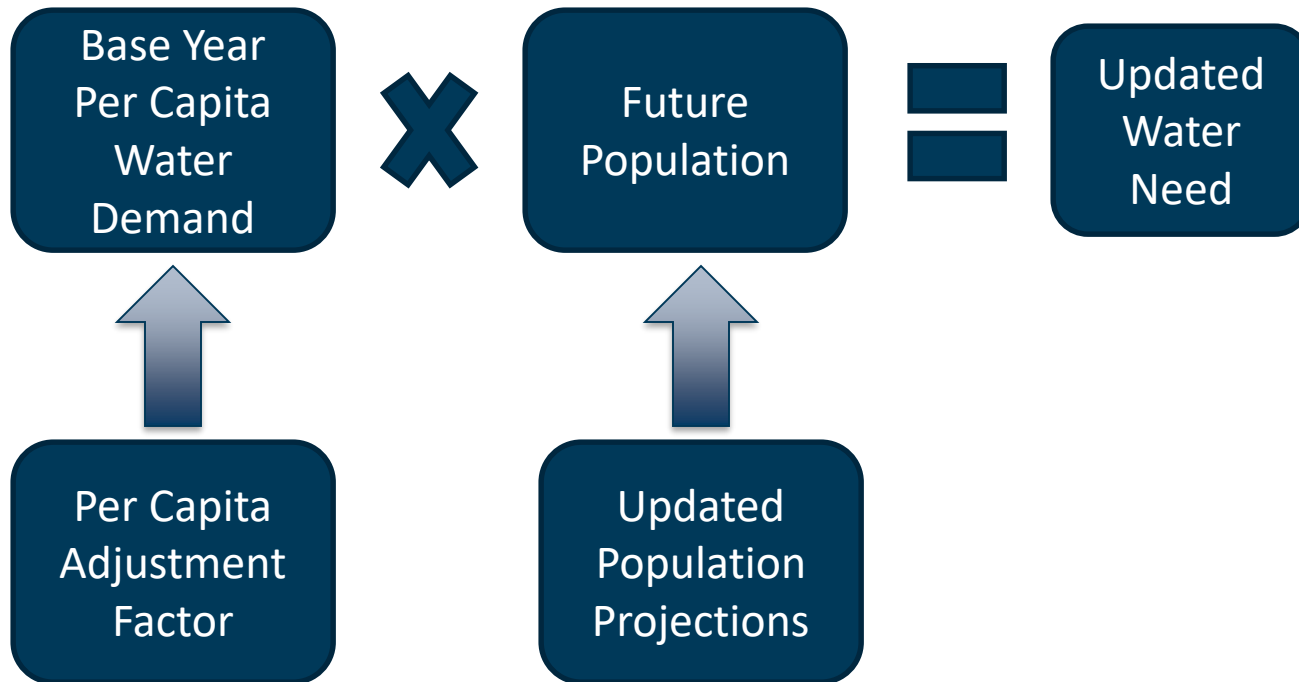 Base Year
Per Capita
Water
Demand
Future
Population
Updated
Water
Need
Per Capita
Adjustment
Factor
Updated
Population
Projections